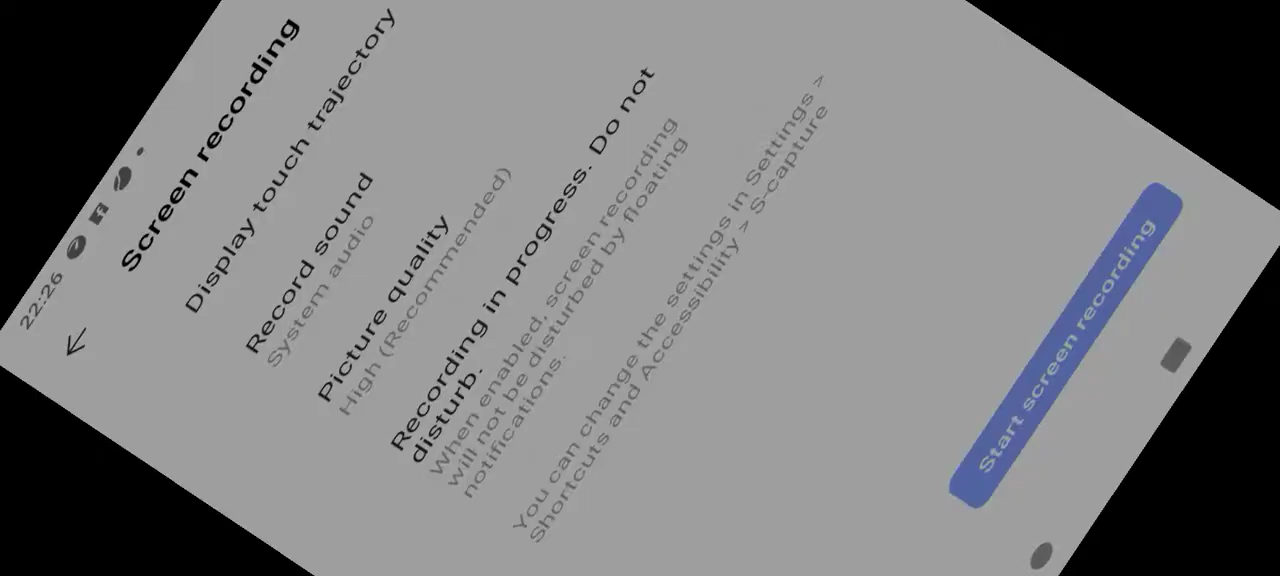 22:26
Screen recording
Display touch trajectory
Record sound
System audio
Picture quality
High (Recommended)
Recording in progress. Do not
disturb.
When enabled, screen recording
will not be disturbed by floating
notifications.
You can change the settings in Settings >
Shortcuts and Accessibility > S-capture
Start screen recording